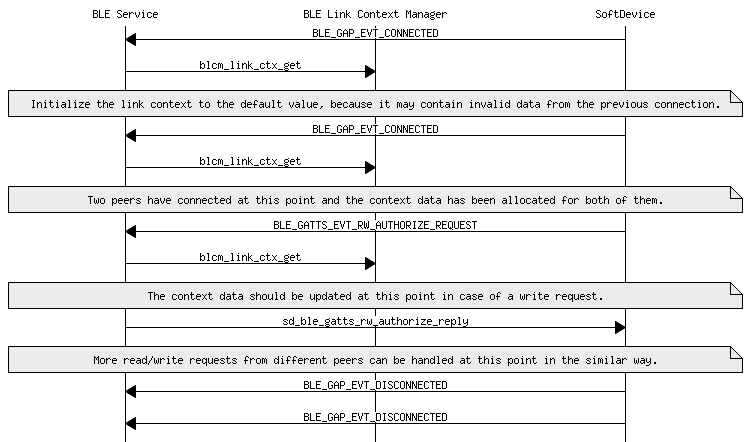 BLE Service BLE Link Context Manager SoftDevice
BLE_GAP_EVT_CONNECTED
blcm_link_ctx_get
Initialize the link context to the default value, because it may contain invalid data from the previous connection.
BLE_GAP_EVT_CONNECTED
blcm_link_ctx_get
Two peers have connected at this point and the context data has been allocated for both of them.
BLE_GATTS_EVT_RW_AUTHORIZE_REQUEST
blcm_link_ctx_get
The context data should be updated at this point in case of a write request.
sd_ble_gatts_rw_authorize_reply
More read/write requests from different peers can be handled at this point in the similar way.
BLE_GAP_EVT_DISCONNECTED
BLE_GAP_EVT_DISCONNECTED